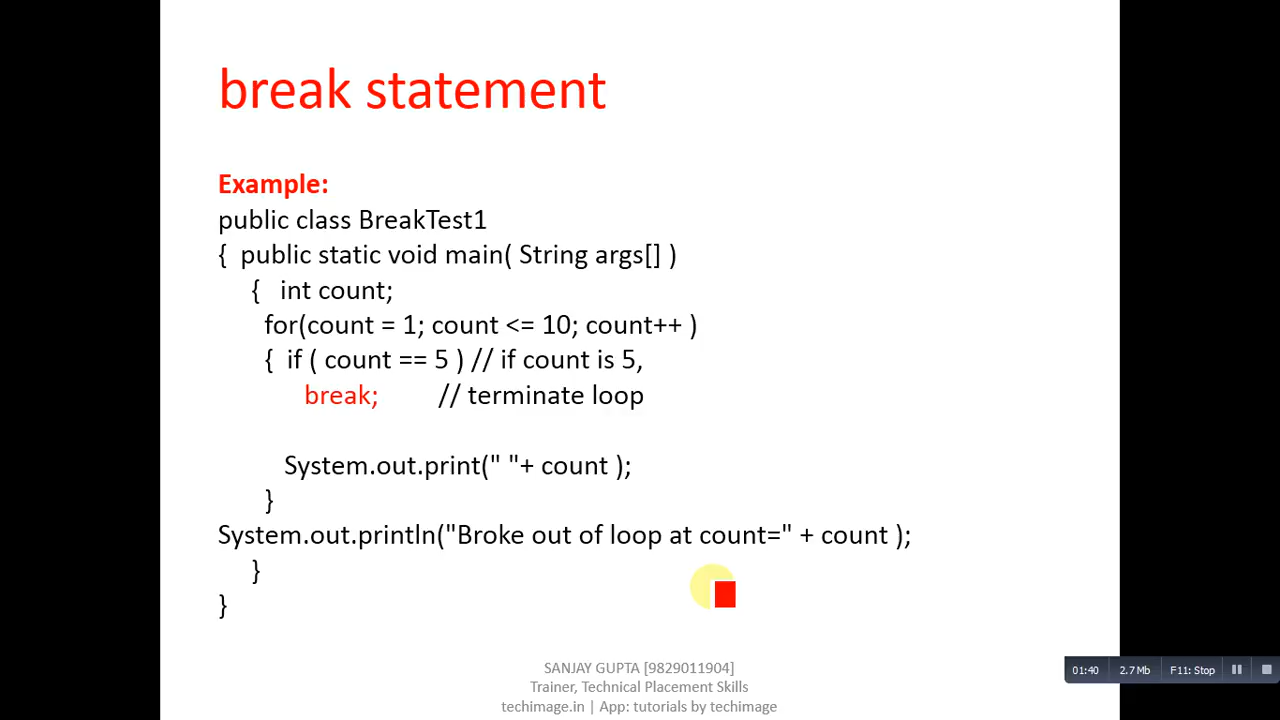 break statement
Example:
public class BreakTest1
{ public static void main( String args[] )
{ int count;
for(count = 1; count <= 10; count++ )
{ if ( count == 5 ) // if count is 5,
break; // terminate loop
System.out.print(" "+ count );
}
System.out.println("Broke out of loop at count=" + count );
}
}
SANJAY GUPTA [9829011904]
Trainer, Technical Placement Skills
techimage.in | App: tutorials by techimage
01:40 2.7 Mb F11: Stop